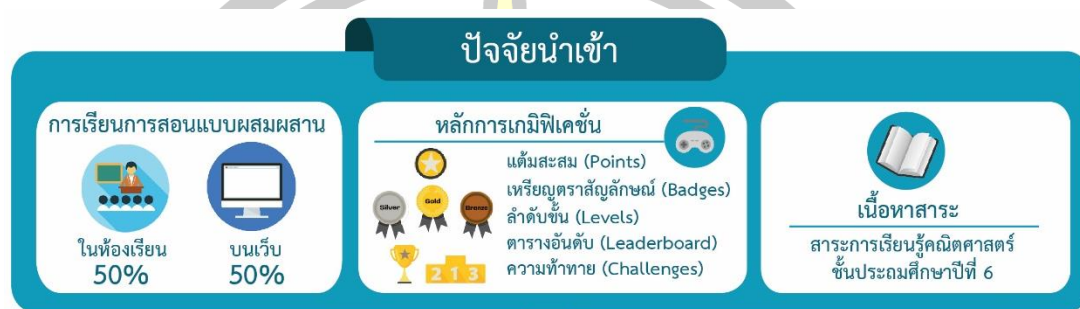 ปัจจัยนำเข้า
การเรียนการสอนแบบผสมผสาน
ในห้องเรียน
50%
บนเว็บ
50%
หลักการเกมิฟิเคชั่น
Silver
Gold
Bronze
2 1 3
แต้มสะสม (Points)
เหรียญตราสัญลักษณ์ (Badges)
ลำดับขั้น (Levels)
ตารางอันดับ (Leaderboard)
ความท้าทาย (Challenges)
เนื้อหาสาระ
สาระการเรียนรู้คณิตศาสตร์
ชั้นประถมศึกษาปีที่ 6